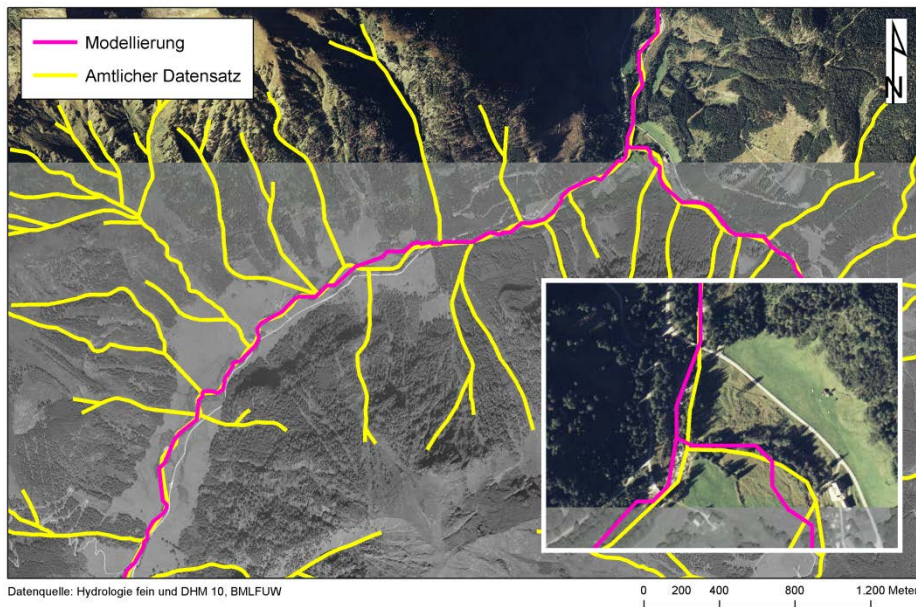 Modellierung
Amtlicher Datensatz
N
Datenquelle: Hydrologie fein und DHM 10, BMLFUW
0 200 400 800 1.200 Meter